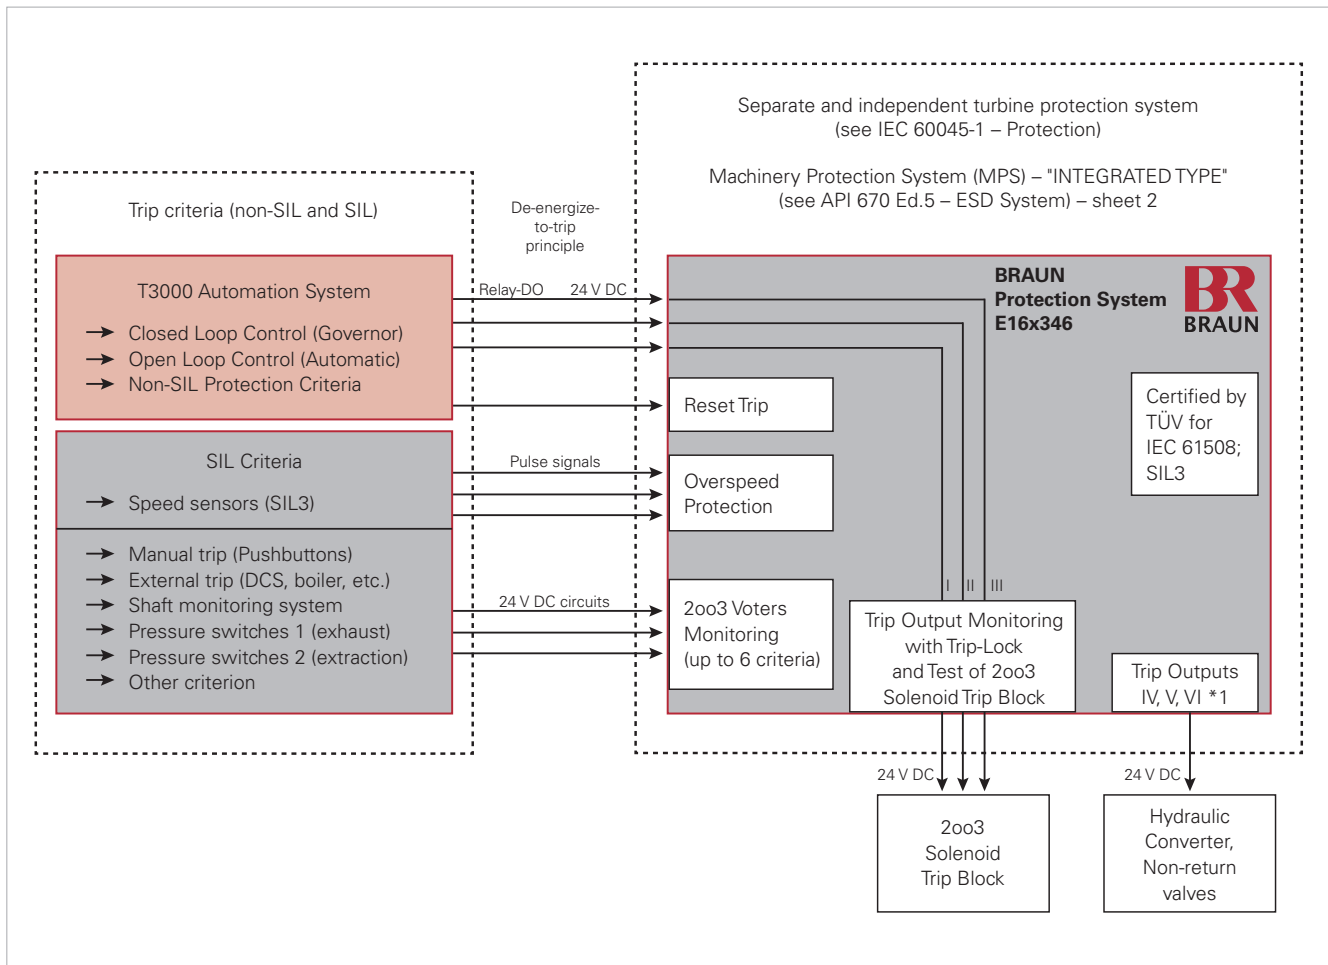 Separate and independent turbine protection system
(see IEC 60045-1 – Protection)
Machinery Protection System (MPS) – "INTEGRATED TYPE"
(see API 670 Ed.5 – ESD System) – sheet 2
Trip criteria (non-SIL and SIL)
De-energize-
to-trip
principle
T3000 Automation System
Closed Loop Control (Governor)
Open Loop Control (Automatic)
Non-SIL Protection Criteria
Relay-DO 24 V DC
BRAUN
Protection System
E16x346
BR
BRAUN
Reset Trip
Certified by
TÜV for
IEC 61508;
SIL3
SIL Criteria
Speed sensors (SIL3)
Pulse signals
Overspeed
Protection
Manual trip (Pushbuttons)
External trip (DCS, boiler, etc.)
Shaft monitoring system
Pressure switches 1 (exhaust)
Pressure switches 2 (extraction)
Other criterion
24 V DC circuits
2oo3 Voters
Monitoring
(up to 6 criteria)
I II III
Trip Output Monitoring
with Trip-Lock
and Test of 2oo3
Solenoid Trip Block
Trip Outputs
IV, V, VI *1
24 V DC
24 V DC
2oo3
Solenoid
Trip Block
Hydraulic
Converter,
Non-return
valves